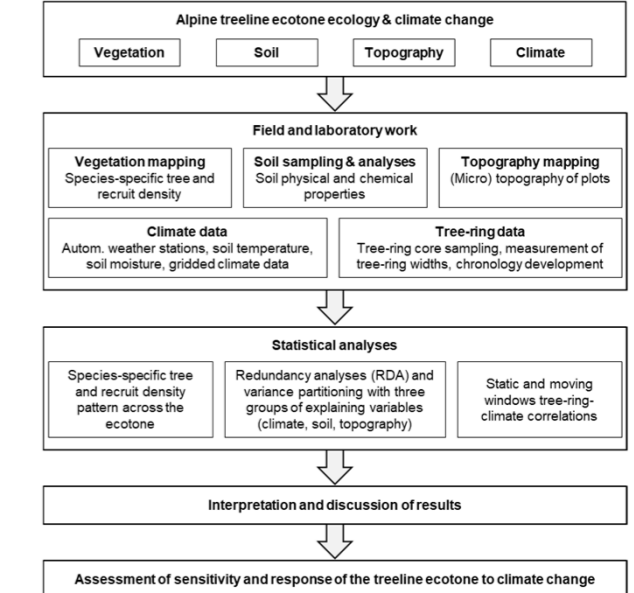 Alpine treeline ecotone ecology & climate change
Vegetation
Soil
Topography
Climate
Field and laboratory work
Vegetation mapping
Species-specific tree and
recruit density
Soil sampling & analyses
Soil physical and chemical
properties
Topography mapping
(Micro) topography of plots
Climate data
Autom. weather stations, soil temperature,
soil moisture, gridded climate data
Tree-ring data
Tree-ring core sampling, measurement of
tree-ring widths, chronology development
Statistical analyses
Species-specific tree
and recruit density
pattern across the
ecotone
Redundancy analyses (RDA) and
variance partitioning with three
groups of explaining variables
(climate, soil, topography)
Static and moving
windows tree-ring-
climate correlations
Interpretation and discussion of results
Assessment of sensitivity and response of the treeline ecotone to climate change